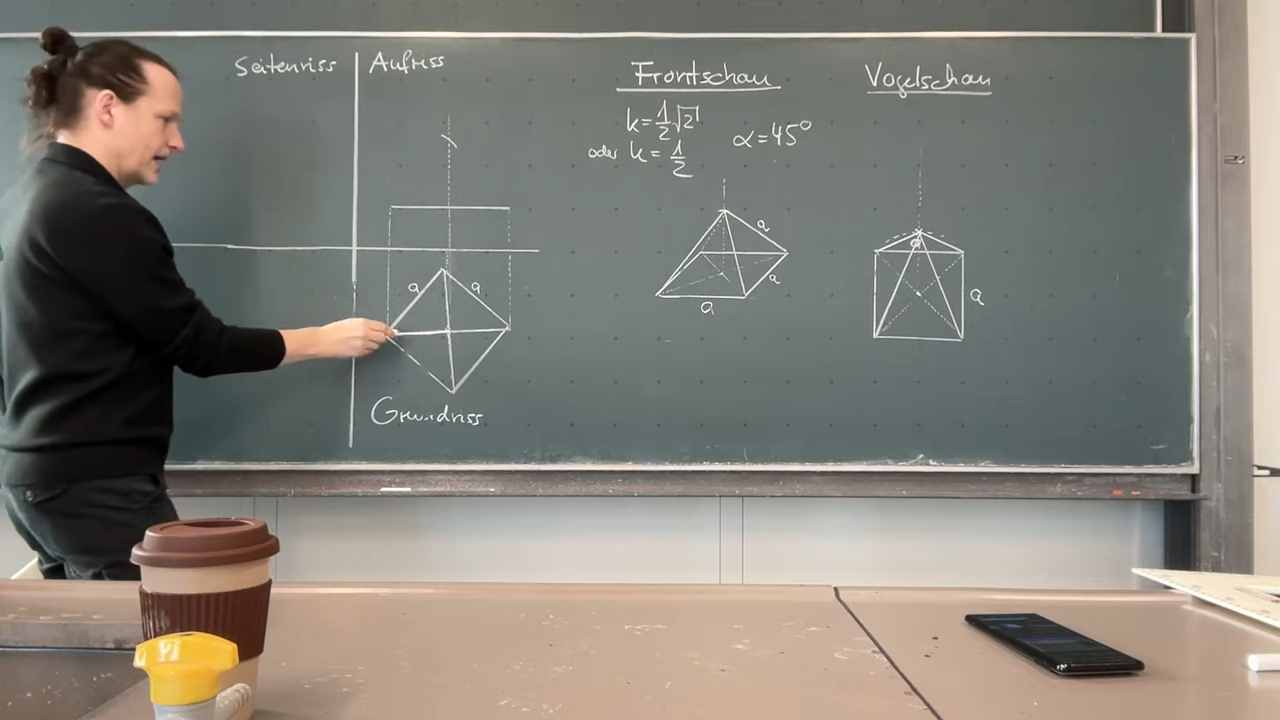 Seitenriss
Aufriss
a a
Grundriss
Frontschau
k=½√2
oder k=½
α=45°
a
a
a
Vogelschau
a
a